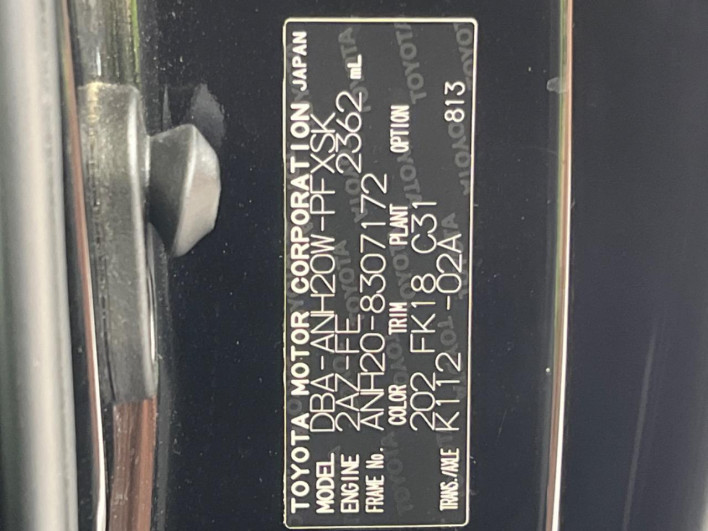 TOYOTA MOTOR CORPORATION JAPAN
MODEL DBA-ANH20W-PFXSK
ENGINE 2AZ-FE 2362 mL
FRAME No. ANH20-8307172
COLOR TRIM PLANT OPTION
202 FK18 C31
TRANS./AXLE K112 -02A 813